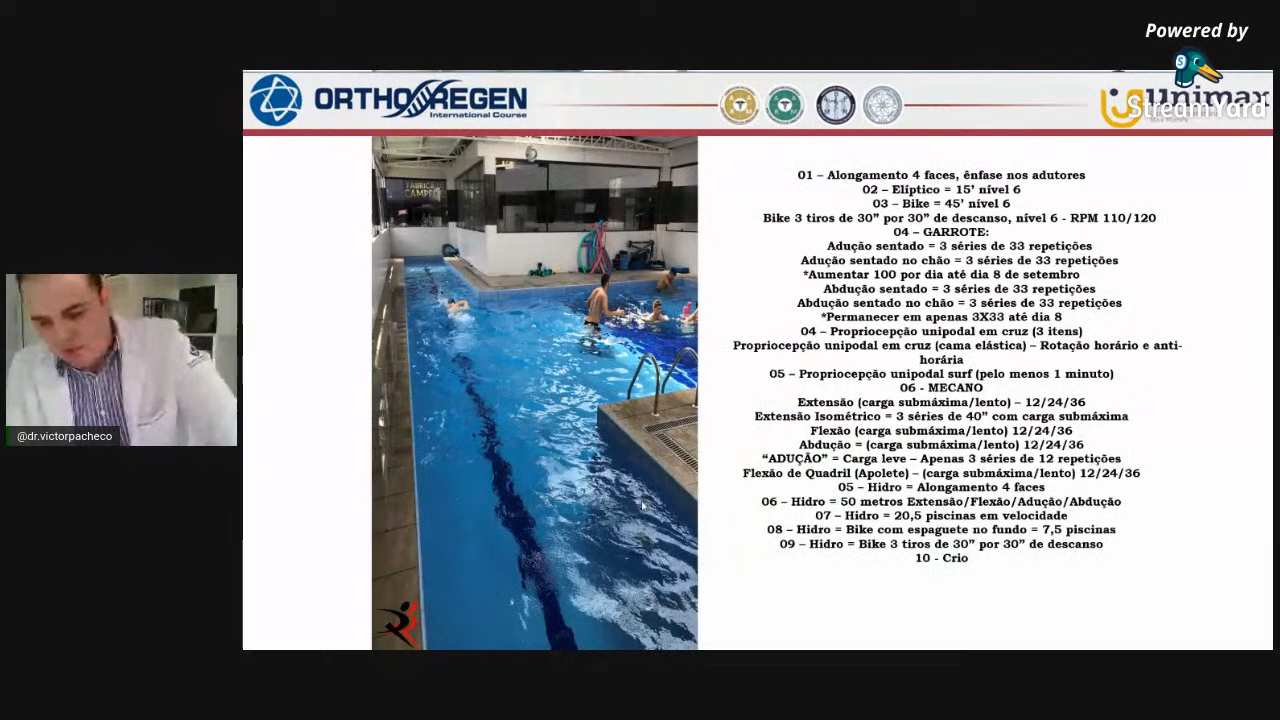 Powered by
StreamYard
ORTHO REGEN
International Course
Unimax
FÁBRICA
CAMPEÕ
01 – Alongamento 4 faces, ênfase nos adutores
02 – Elíptico = 15’ nível 6
03 – Bike = 45’ nível 6
Bike 3 tiros de 30” por 30” de descanso, nível 6 - RPM 110/120
04 – GARROTE:
Adução sentado = 3 séries de 33 repetições
Adução sentado no chão = 3 séries de 33 repetições
*Aumentar 100 por dia até dia 8 de setembro
Abdução sentado = 3 séries de 33 repetições
Abdução sentado no chão = 3 séries de 33 repetições
*Permanecer em apenas 3X33 até dia 8
04 – Propriocepção unipodal em cruz (3 itens)
Propriocepção unipodal em cruz (cama elástica) – Rotação horário e anti-
horária
05 – Propriocepção unipodal surf (pelo menos 1 minuto)
06 - MECANO
Extensão (carga submáxima/lento) – 12/24/36
Extensão Isométrico = 3 séries de 40” com carga submáxima
Flexão (carga submáxima/lento) 12/24/36
Abdução = (carga submáxima/lento) 12/24/36
“ADUÇÃO” = Carga leve – Apenas 3 séries de 12 repetições
Flexão de Quadril (Apolete) – (carga submáxima/lento) 12/24/36
05 – Hidro = Alongamento 4 faces
06 – Hidro = 50 metros Extensão/Flexão/Adução/Abdução
07 – Hidro = 20,5 piscinas em velocidade
08 – Hidro = Bike com espaguete no fundo = 7,5 piscinas
09 – Hidro = Bike 3 tiros de 30” por 30” de descanso
10 - Crio
@dr.victorpacheco